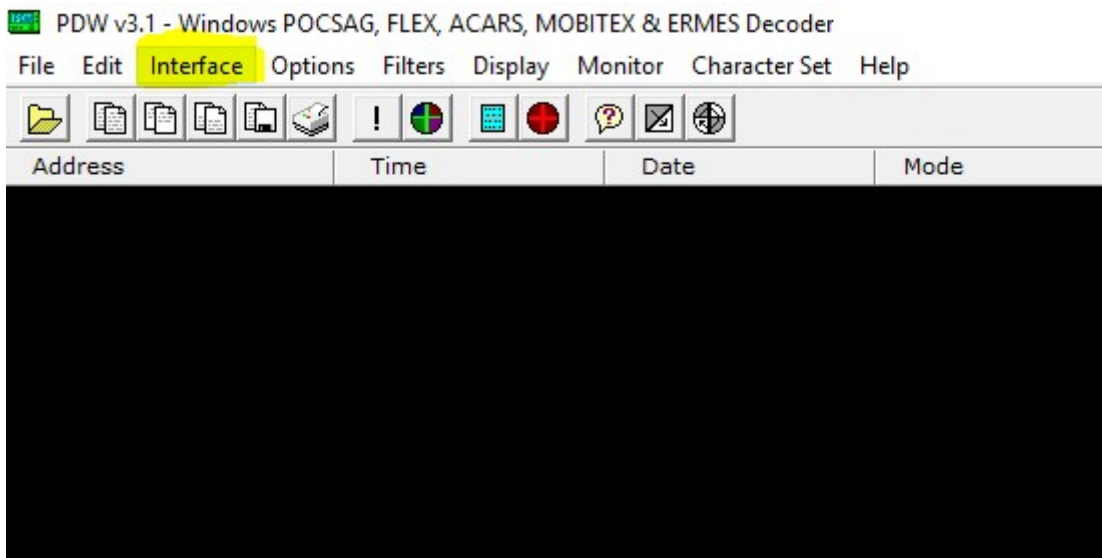 PDW v3.1 - Windows POCSAG, FLEX, ACARS, MOBITEX & ERMES Decoder
File Edit Interface Options Filters Display Monitor Character Set Help
Address Time Date Mode